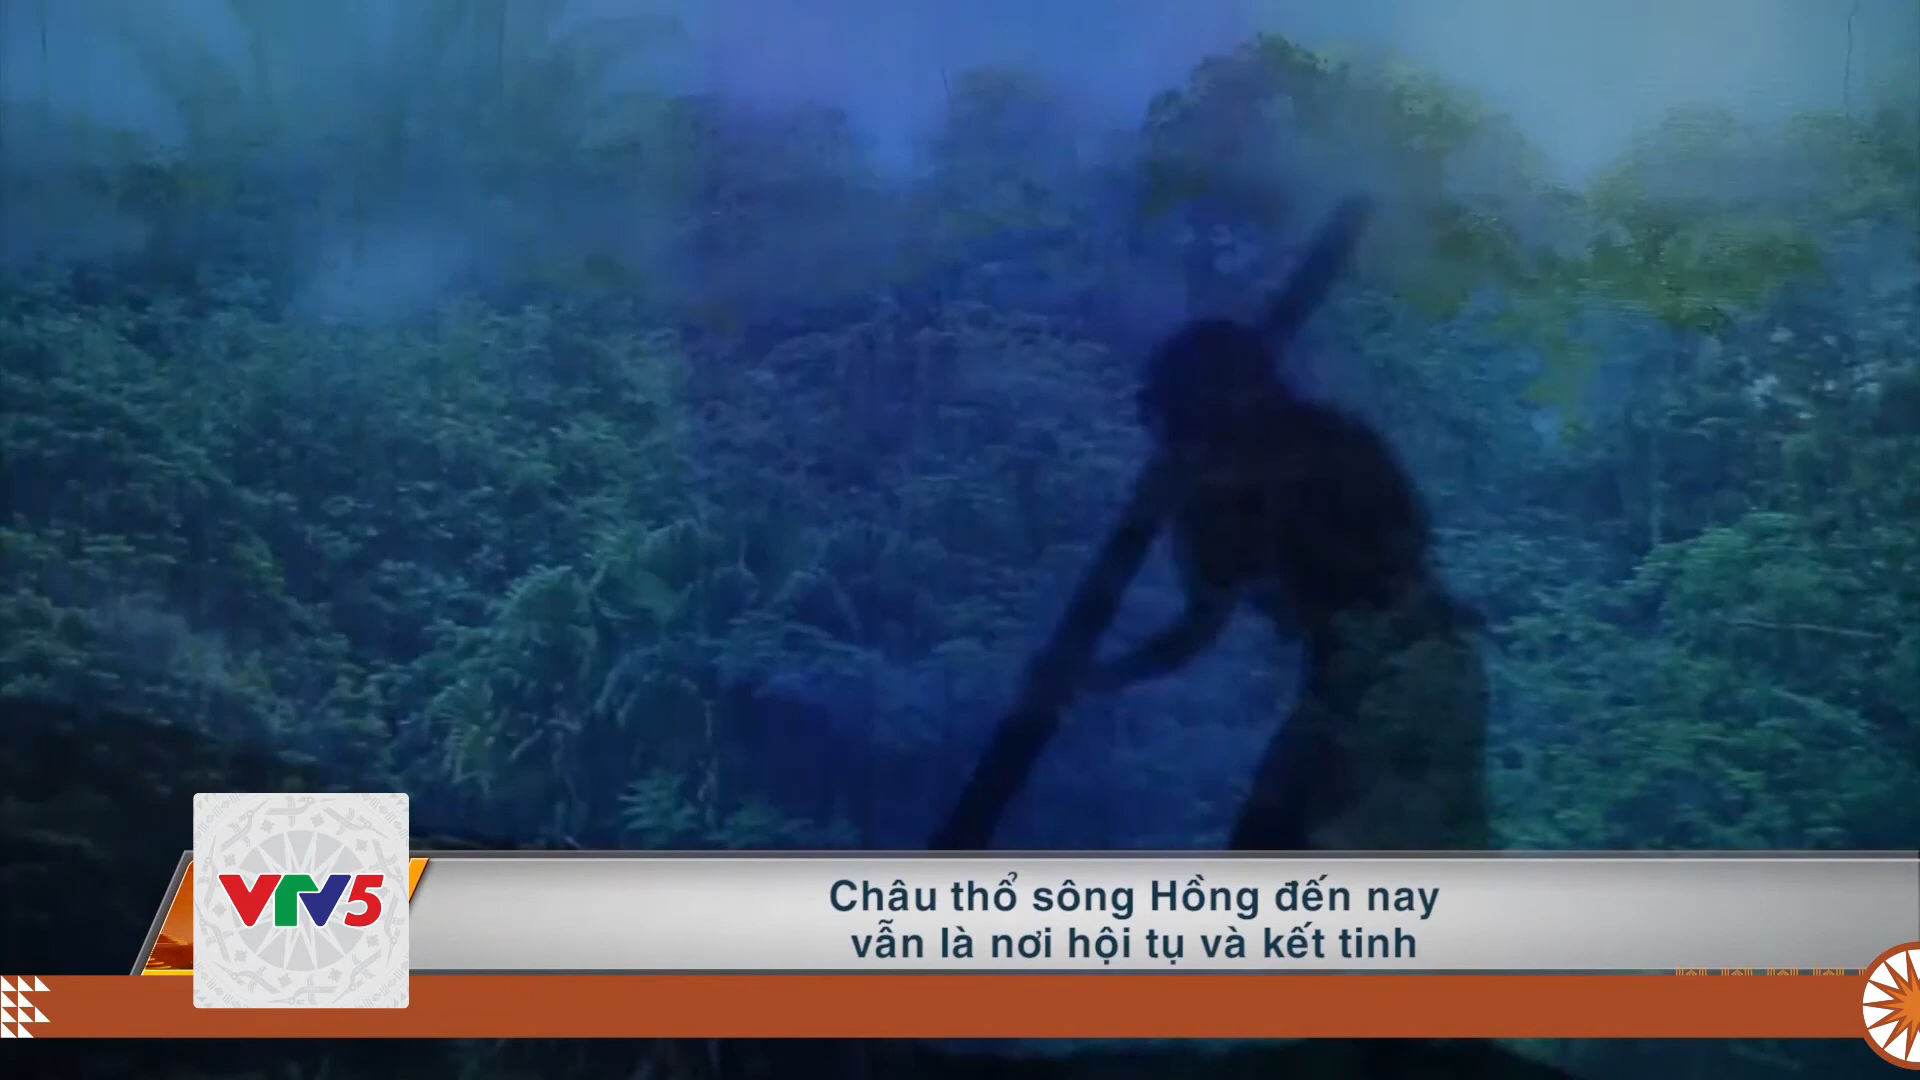 Châu thổ sông Hồng đến nay
vẫn là nơi hội tụ và kết tinh
VTV5